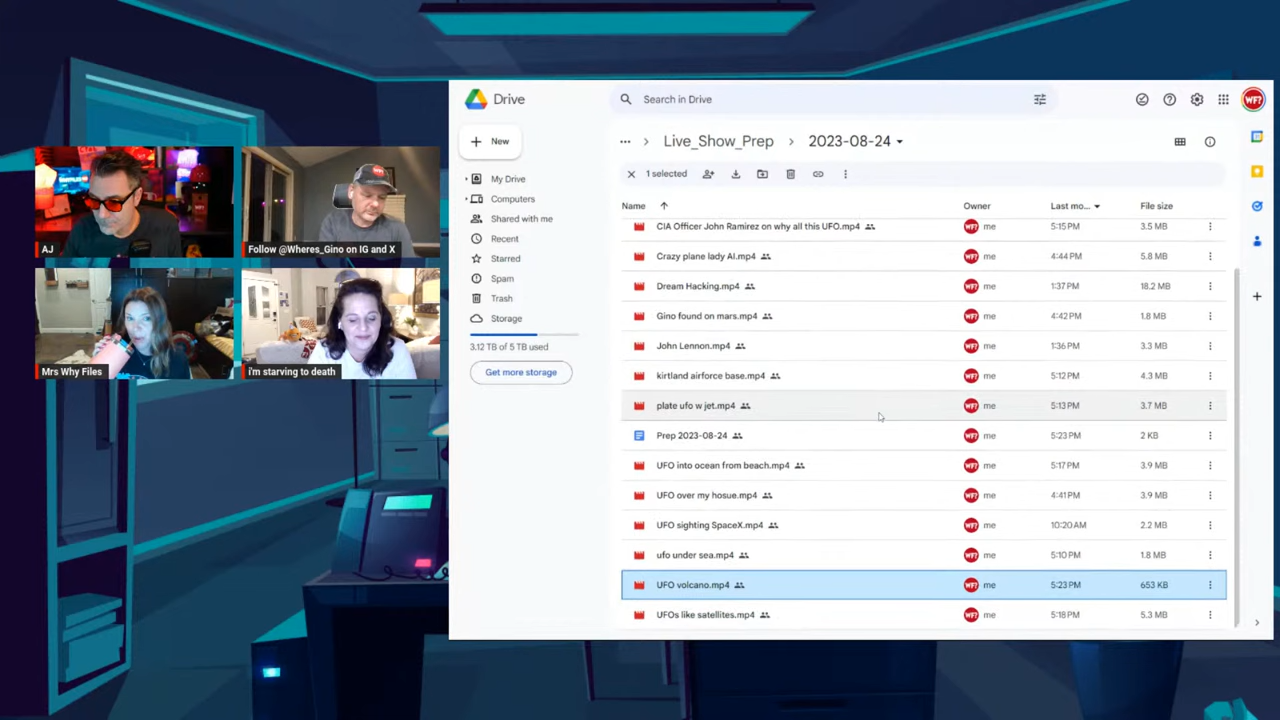 AJ
Follow @Wheres_Gino on IG and X
Mrs Why Files
i'm starving to death
Drive
Search in Drive
WF?
New
My Drive
Computers
Shared with me
Recent
Starred
Spam
Trash
Storage
3.12 TB of 5 TB used
Get more storage
Live_Show_Prep
2023-08-24
1 selected
Name Owner Last mo... File size
CIA Officer John Ramirez on why all this UFO.mp4 me 5:15 PM 3.5 MB
Crazy plane lady AI.mp4 me 4:44 PM 5.8 MB
Dream Hacking.mp4 me 1:37 PM 18.2 MB
Gino found on mars.mp4 me 4:42 PM 1.8 MB
John Lennon.mp4 me 1:36 PM 3.3 MB
kirtland airforce base.mp4 me 5:12 PM 4.3 MB
plate ufo w jet.mp4 me 5:13 PM 3.7 MB
Prep 2023-08-24 me 5:23 PM 2 KB
UFO into ocean from beach.mp4 me 5:17 PM 3.9 MB
UFO over my hosue.mp4 me 4:41 PM 3.9 MB
UFO sighting SpaceX.mp4 me 10:20 AM 2.2 MB
ufo under sea.mp4 me 5:10 PM 1.8 MB
UFO volcano.mp4 me 5:23 PM 653 KB
UFOs like satellites.mp4 me 5:18 PM 5.3 MB